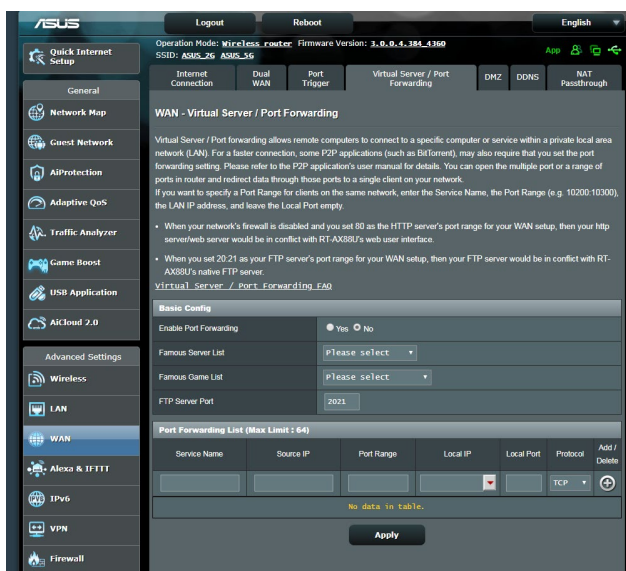 ASUS
Logout
Reboot
English
Operation Mode: Wireless router Firmware Version: 3.0.0.4.384_4360
SSID: ASUS_2G ASUS_5G
App
Quick Internet
Setup
General
Network Map
Guest Network
AiProtection
Adaptive QoS
Traffic Analyzer
Game Boost
USB Application
AiCloud 2.0
Advanced Settings
Wireless
LAN
WAN
Alexa & IFTTT
IPv6
VPN
Firewall
Internet
Connection
Dual
WAN
Port
Trigger
Virtual Server / Port
Forwarding
DMZ
DDNS
NAT
Passthrough
WAN - Virtual Server / Port Forwarding
Virtual Server / Port forwarding allows remote computers to connect to a specific computer or service within a private local area
network (LAN). For a faster connection, some P2P applications (such as BitTorrent), may also require that you set the port
forwarding setting. Please refer to the P2P application's user manual for details. You can open the multiple port or a range of
ports in router and redirect data through those ports to a single client on your network.
If you want to specify a Port Range for clients on the same network, enter the Service Name, the Port Range (e.g. 10200:10300),
the LAN IP address, and leave the Local Port empty.
• When your network's firewall is disabled and you set 80 as the HTTP server's port range for your WAN setup, then your http
server/web server would be in conflict with RT-AX88U's web user interface.
• When you set 20:21 as your FTP server's port range for your WAN setup, then your FTP server would be in conflict with RT-
AX88U's native FTP server.
Virtual Server / Port Forwarding FAQ
Basic Config
Enable Port Forwarding
Yes No
Famous Server List
Please select
Famous Game List
Please select
FTP Server Port
2021
Port Forwarding List (Max Limit : 64)
Service Name
Source IP
Port Range
Local IP
Local Port
Protocol
Add /
Delete
TCP
No data in table.
Apply